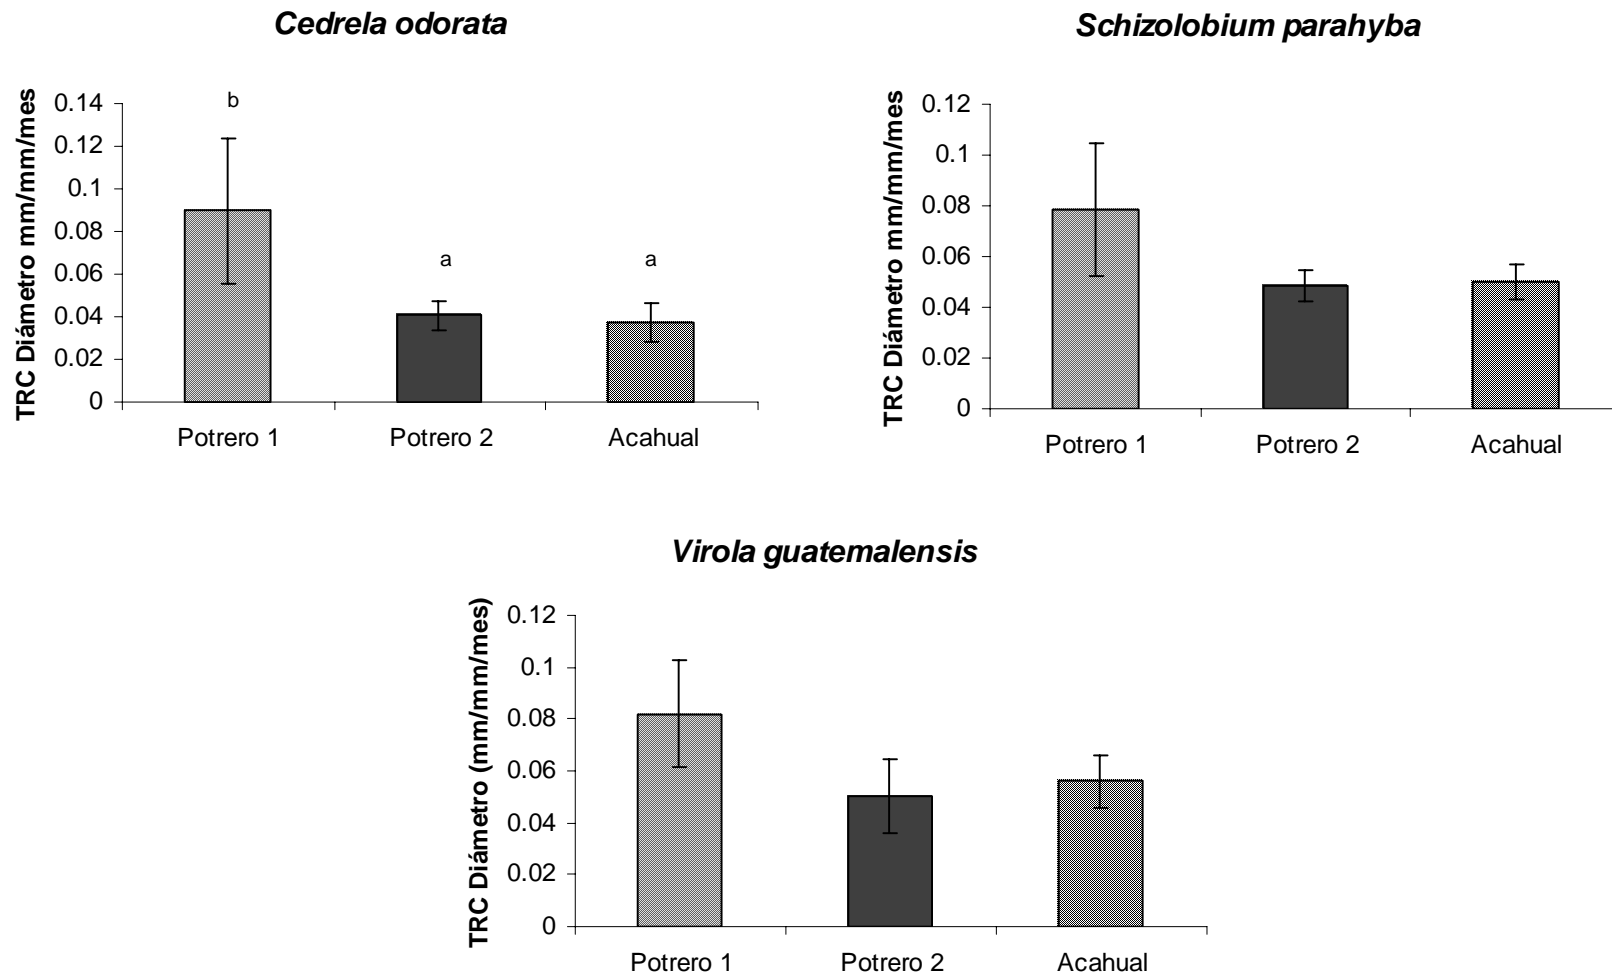 Cedrela odorata
TRC Diámetro mm/mm/mes
0.14
0.12
0.1
0.08
0.06
0.04
0.02
0
b
a
a
Potrero 1
Potrero 2
Acahual
Schizolobium parahyba
TRC Diámetro mm/mm/mes
0.12
0.1
0.08
0.06
0.04
0.02
0
Potrero 1
Potrero 2
Acahual
Virola guatemalensis
TRC Diámetro (mm/mm/mes)
0.12
0.1
0.08
0.06
0.04
0.02
0
Potrero 1
Potrero 2
Acahual